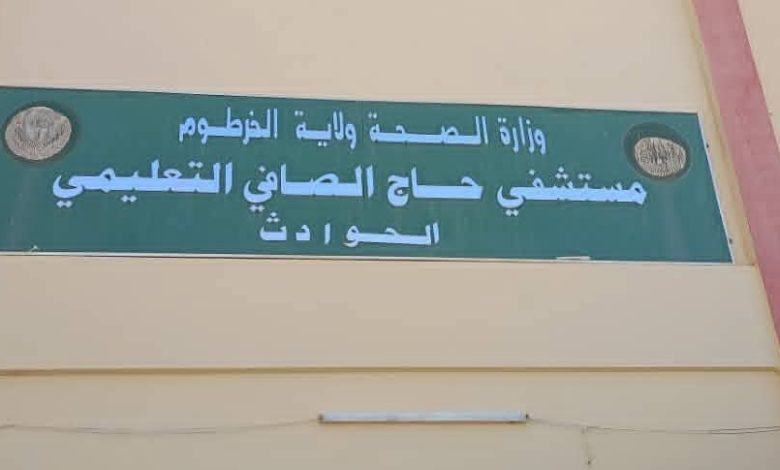 وزارة الصحة ولاية الخرطوم
مستشفي حاج الصافي التعليمي
الحوادث